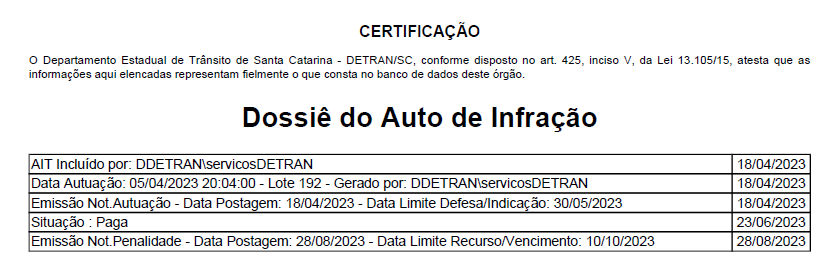 CERTIFICAÇÃO
O Departamento Estadual de Trânsito de Santa Catarina - DETRAN/SC, conforme disposto no art. 425, inciso V, da Lei 13.105/15, atesta que as
informações aqui elencadas representam fielmente o que consta no banco de dados deste órgão.
Dossiê do Auto de Infração
AIT Incluído por: DDETRAN\servicosDETRAN 18/04/2023
Data Autuação: 05/04/2023 20:04:00 - Lote 192 - Gerado por: DDETRAN\servicosDETRAN 18/04/2023
Emissão Not.Autuação - Data Postagem: 18/04/2023 - Data Limite Defesa/Indicação: 30/05/2023 18/04/2023
Situação : Paga 23/06/2023
Emissão Not.Penalidade - Data Postagem: 28/08/2023 - Data Limite Recurso/Vencimento: 10/10/2023 28/08/2023